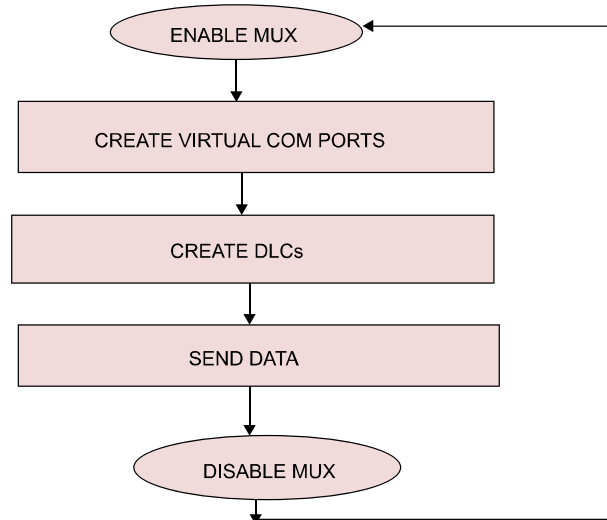 ENABLE MUX
CREATE VIRTUAL COM PORTS
CREATE DLCs
SEND DATA
DISABLE MUX